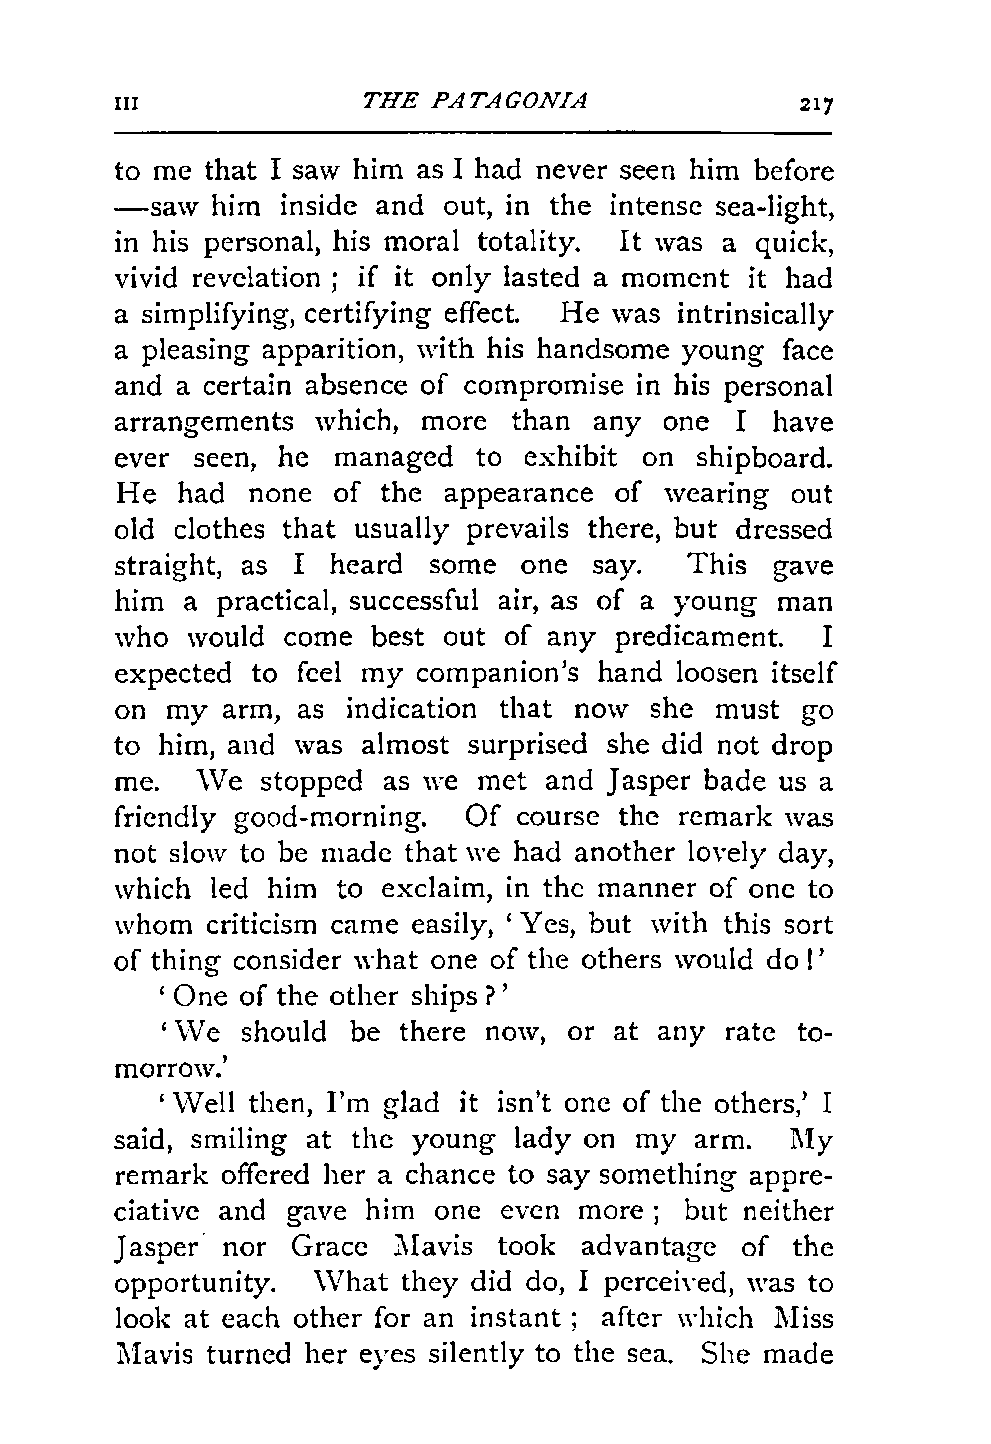 III THE PATAGONIA 217
to me that I saw him as I had never seen him before
—saw him inside and out, in the intense sea-light,
in his personal, his moral totality. It was a quick,
vivid revelation ; if it only lasted a moment it had
a simplifying, certifying effect. He was intrinsically
a pleasing apparition, with his handsome young face
and a certain absence of compromise in his personal
arrangements which, more than any one I have
ever seen, he managed to exhibit on shipboard.
He had none of the appearance of wearing out
old clothes that usually prevails there, but dressed
straight, as I heard some one say. This gave
him a practical, successful air, as of a young man
who would come best out of any predicament. I
expected to feel my companion's hand loosen itself
on my arm, as indication that now she must go
to him, and was almost surprised she did not drop
me. We stopped as we met and Jasper bade us a
friendly good-morning. Of course the remark was
not slow to be made that we had another lovely day,
which led him to exclaim, in the manner of one to
whom criticism came easily, ‘Yes, but with this sort
of thing consider what one of the others would do!’
‘One of the other ships?’
‘We should be there now, or at any rate to-
morrow.’
‘Well then, I'm glad it isn't one of the others,’ I
said, smiling at the young lady on my arm. My
remark offered her a chance to say something appre-
ciative and gave him one even more ; but neither
Jasper nor Grace Mavis took advantage of the
opportunity. What they did do, I perceived, was to
look at each other for an instant ; after which Miss
Mavis turned her eyes silently to the sea. She made